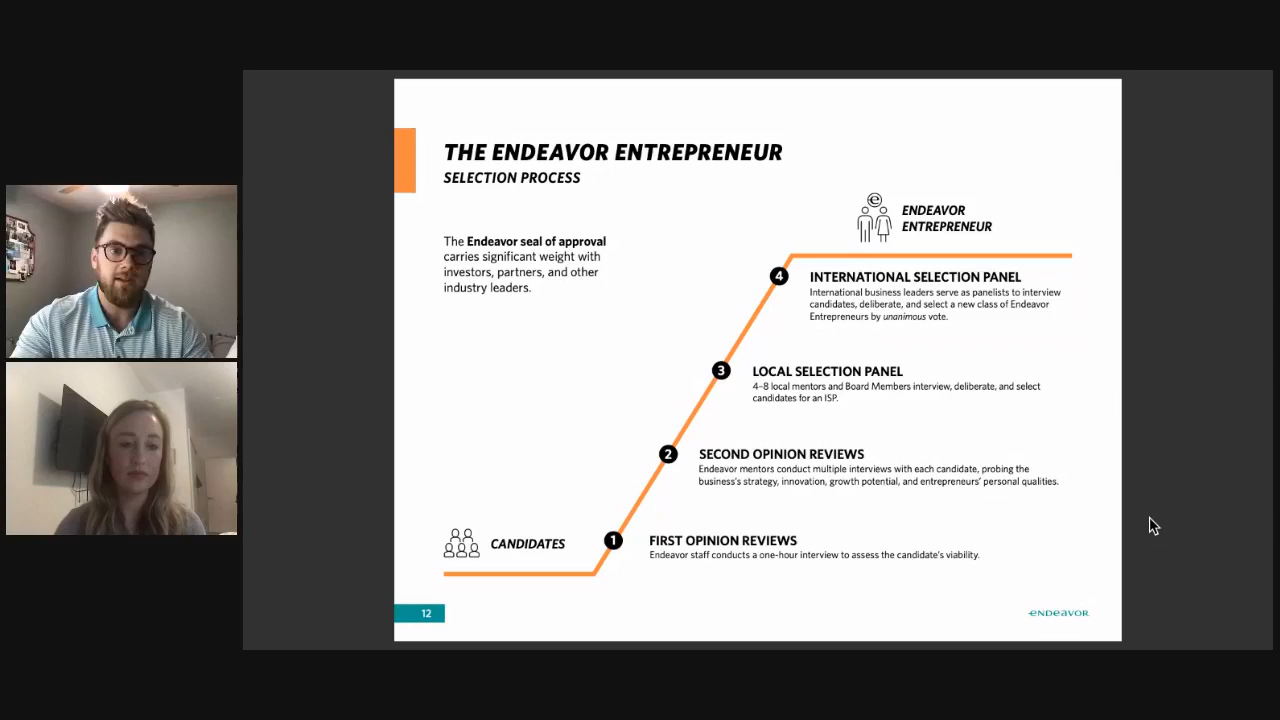 THE ENDEAVOR ENTREPRENEUR
SELECTION PROCESS
The Endeavor seal of approval
carries significant weight with
investors, partners, and other
industry leaders.
e
ENDEAVOR
ENTREPRENEUR
4
INTERNATIONAL SELECTION PANEL
International business leaders serve as panelists to interview
candidates, deliberate, and select a new class of Endeavor
Entrepreneurs by unanimous vote.
3
LOCAL SELECTION PANEL
4–8 local mentors and Board Members interview, deliberate, and select
candidates for an ISP.
2
SECOND OPINION REVIEWS
Endeavor mentors conduct multiple interviews with each candidate, probing the
business's strategy, innovation, growth potential, and entrepreneurs' personal qualities.
CANDIDATES
1
FIRST OPINION REVIEWS
Endeavor staff conducts a one-hour interview to assess the candidate's viability.
12
ENDEAVOR